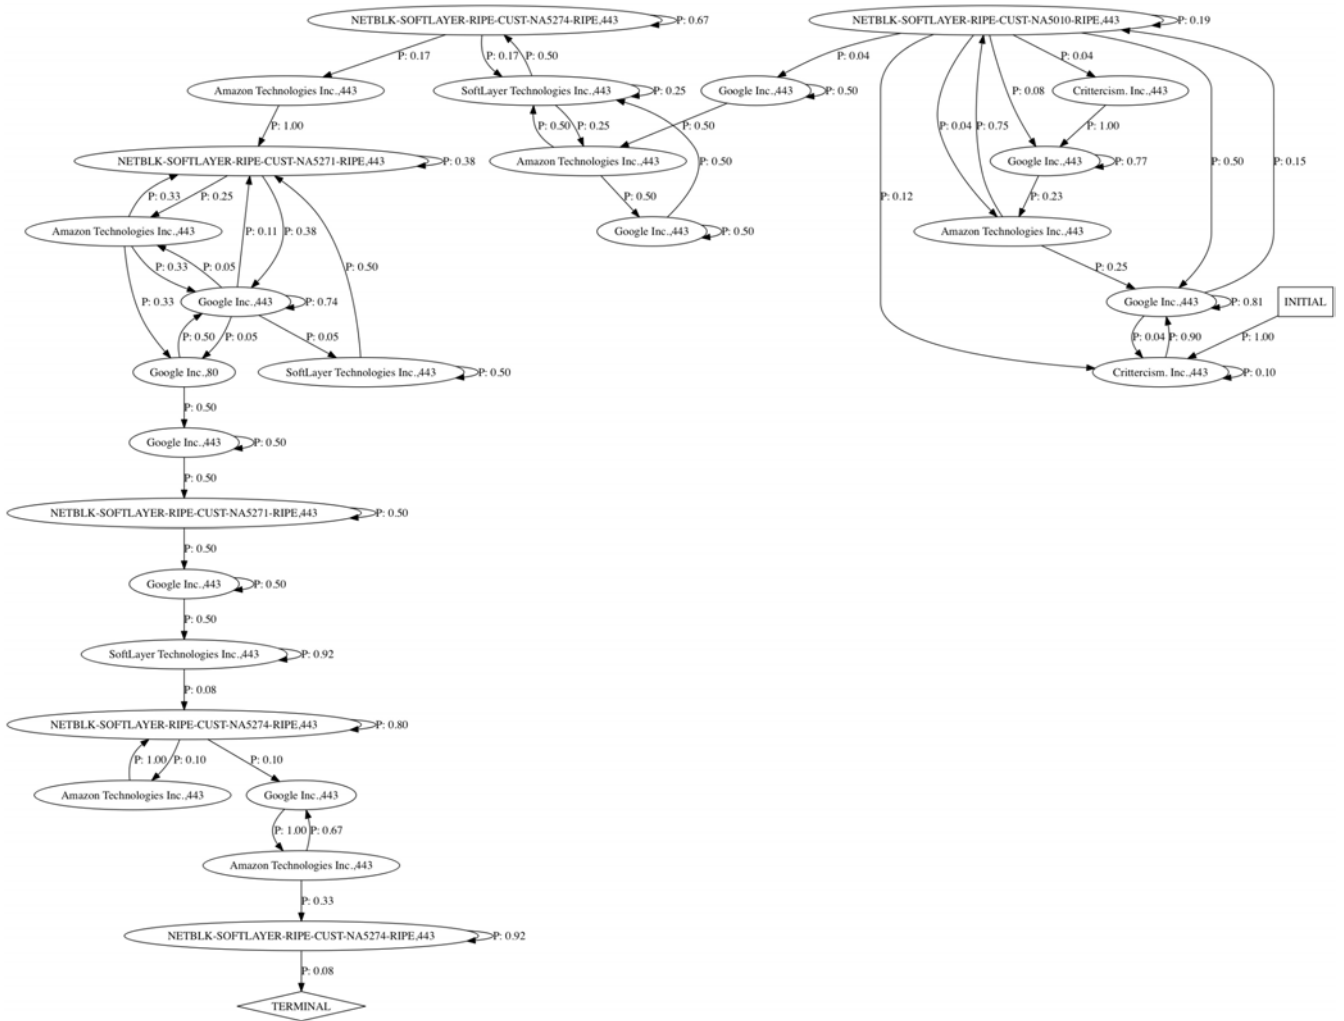 NETBLK-SOFTLAYER-RIPE-CUST-NA5274-RIPE,443
P: 0.67
NETBLK-SOFTLAYER-RIPE-CUST-NA5010-RIPE,443
P: 0.19
P: 0.17
P: 0.17
P: 0.50
P: 0.04
P: 0.04
Amazon Technologies Inc.,443
SoftLayer Technologies Inc.,443
P: 0.25
Google Inc.,443
P: 0.50
P: 0.08
Crittercism. Inc.,443
P: 1.00
P: 0.50
P: 0.25
P: 0.50
P: 0.04
P: 0.75
P: 1.00
NETBLK-SOFTLAYER-RIPE-CUST-NA5271-RIPE,443
P: 0.38
Amazon Technologies Inc.,443
P: 0.50
Google Inc.,443
P: 0.77
P: 0.50
P: 0.15
P: 0.33
P: 0.25
P: 0.50
P: 0.12
P: 0.23
Amazon Technologies Inc.,443
P: 0.11
P: 0.38
Google Inc.,443
P: 0.50
Amazon Technologies Inc.,443
P: 0.33
P: 0.05
P: 0.50
P: 0.25
P: 0.33
Google Inc.,443
P: 0.74
Google Inc.,443
P: 0.81
INITIAL
P: 0.50
P: 0.05
P: 0.05
P: 0.04
P: 0.90
P: 1.00
Google Inc.,80
SoftLayer Technologies Inc.,443
P: 0.50
Crittercism. Inc.,443
P: 0.10
P: 0.50
Google Inc.,443
P: 0.50
P: 0.50
NETBLK-SOFTLAYER-RIPE-CUST-NA5271-RIPE,443
P: 0.50
P: 0.50
Google Inc.,443
P: 0.50
P: 0.50
SoftLayer Technologies Inc.,443
P: 0.92
P: 0.08
NETBLK-SOFTLAYER-RIPE-CUST-NA5274-RIPE,443
P: 0.80
P: 1.00
P: 0.10
P: 0.10
Amazon Technologies Inc.,443
Google Inc.,443
P: 1.00
P: 0.67
Amazon Technologies Inc.,443
P: 0.33
NETBLK-SOFTLAYER-RIPE-CUST-NA5274-RIPE,443
P: 0.92
P: 0.08
TERMINAL